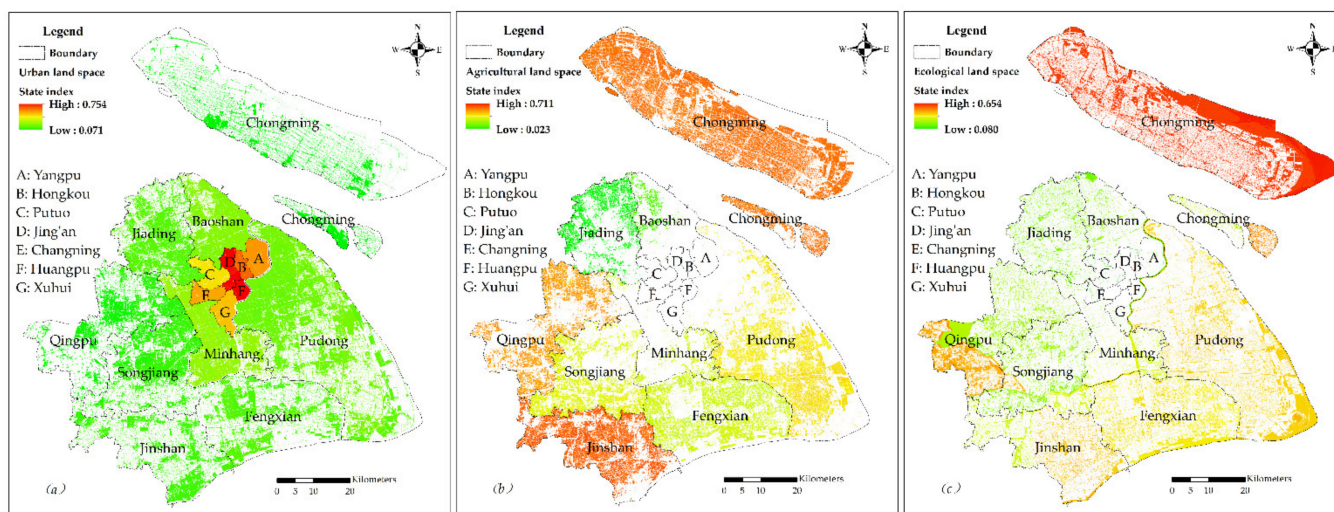 Legend
Boundary
Urban land space
State index
High : 0.754
Low : 0.071
N
W E
S
Chongming
A: Yangpu
B: Hongkou
C: Putuo
D: Jing'an
E: Changning
F: Huangpu
G: Xuhui
Chongming
Baoshan
Jiading
D
B
A
C
E
F
G
Qingpu
Minhang
Pudong
Songjiang
Fengxian
Jinshan
(a)
Kilometers
0 5 10 20
Legend
Boundary
Agricultural land space
State index
High : 0.711
Low : 0.023
N
W E
S
Chongming
A: Yangpu
B: Hongkou
C: Putuo
D: Jing'an
E: Changning
F: Huangpu
G: Xuhui
Chongming
Baoshan
Jiading
D
B
A
C
E
F
G
Qingpu
Minhang
Pudong
Songjiang
Fengxian
Jinshan
(b)
Kilometers
0 5 10 20
Legend
Boundary
Ecological land space
State index
High : 0.654
Low : 0.080
N
W E
S
Chongming
A: Yangpu
B: Hongkou
C: Putuo
D: Jing'an
E: Changning
F: Huangpu
G: Xuhui
Chongming
Baoshan
Jiading
D
B
A
C
E
F
G
Qingpu
Minhang
Pudong
Songjiang
Fengxian
Jinshan
(c)
Kilometers
0 5 10 20